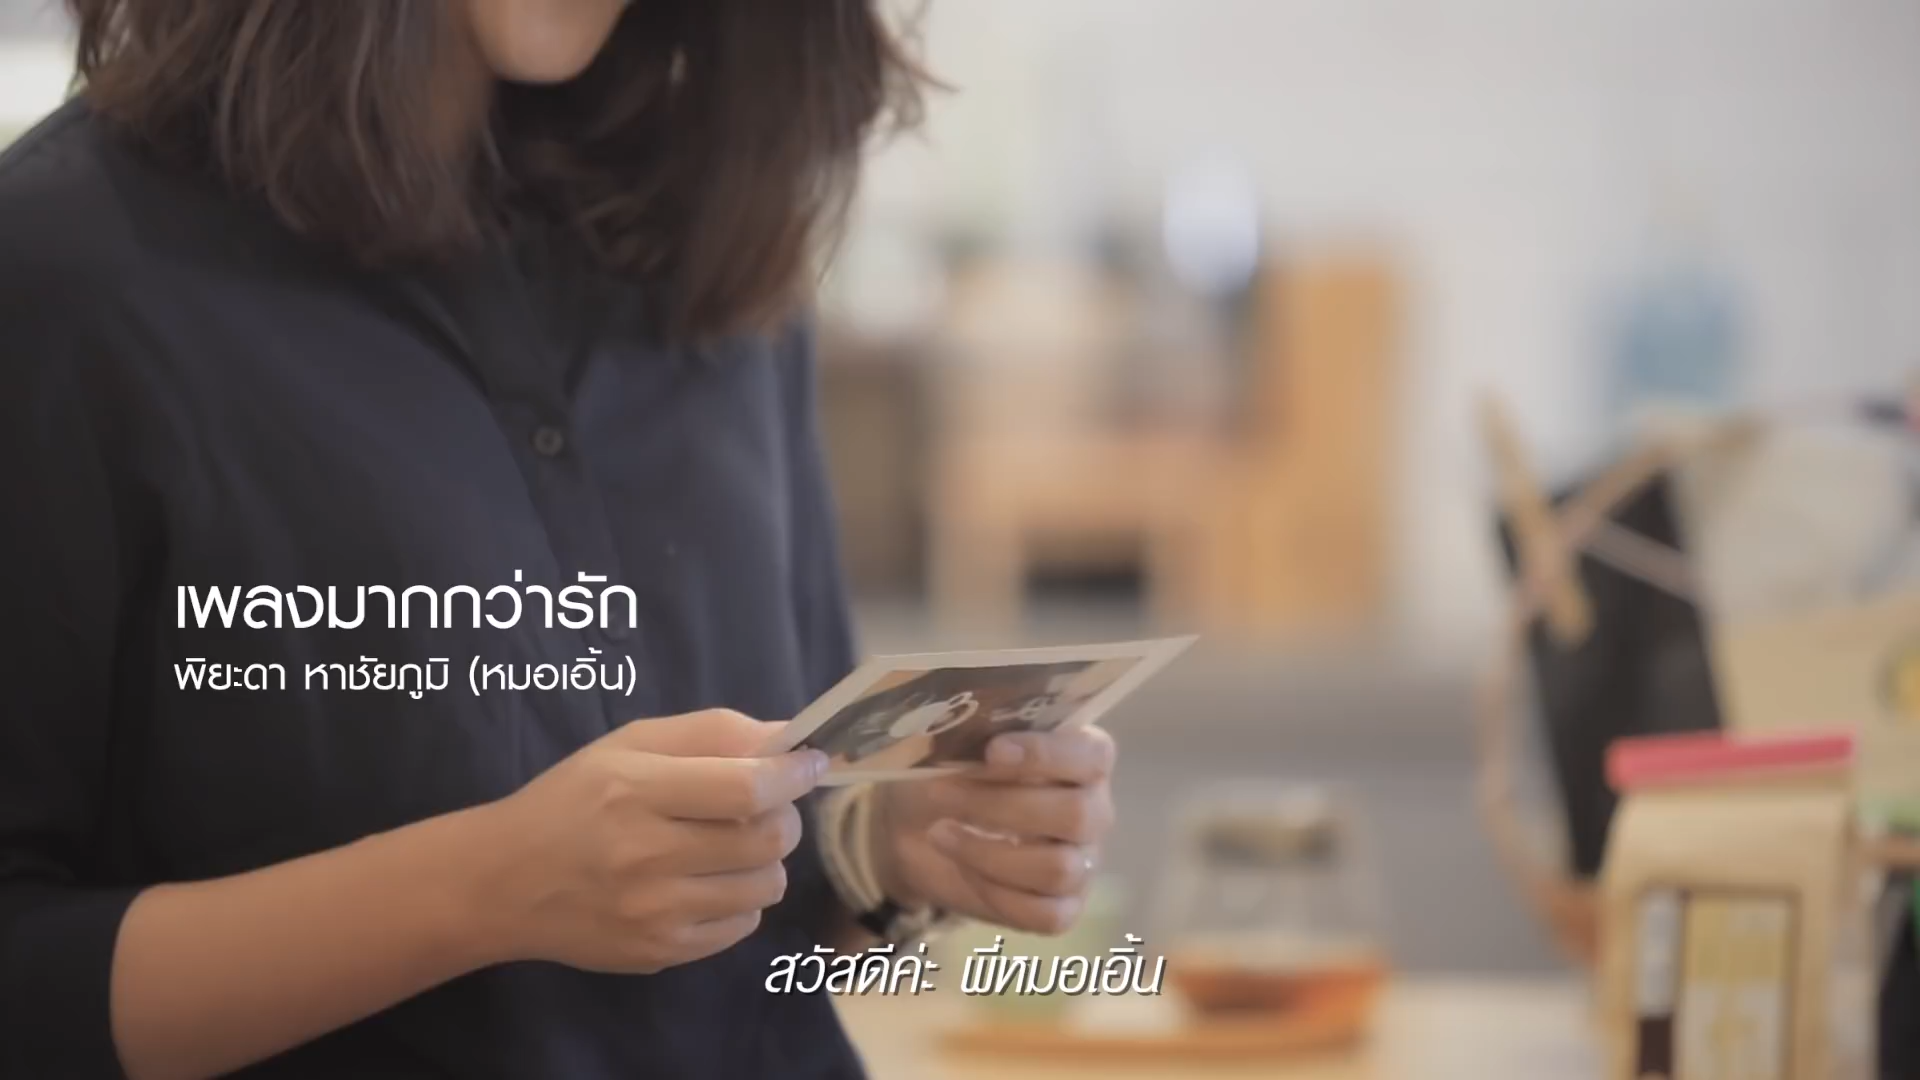 เพลงมากกว่ารัก
พิยะดา หาชัยภูมิ (หมอเอิ้น)
สวัสดีค่ะ พี่หมอเอิ้น